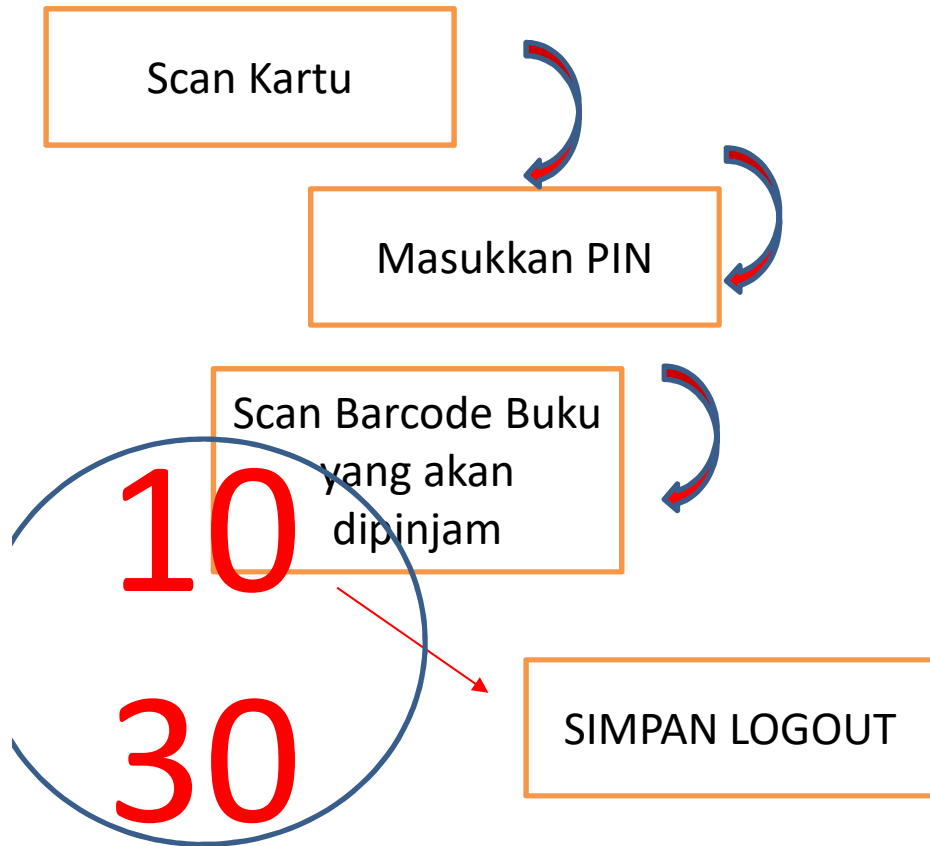 Scan Kartu
Masukkan PIN
Scan Barcode Buku
yang akan
dipinjam
10
30
SIMPAN LOGOUT